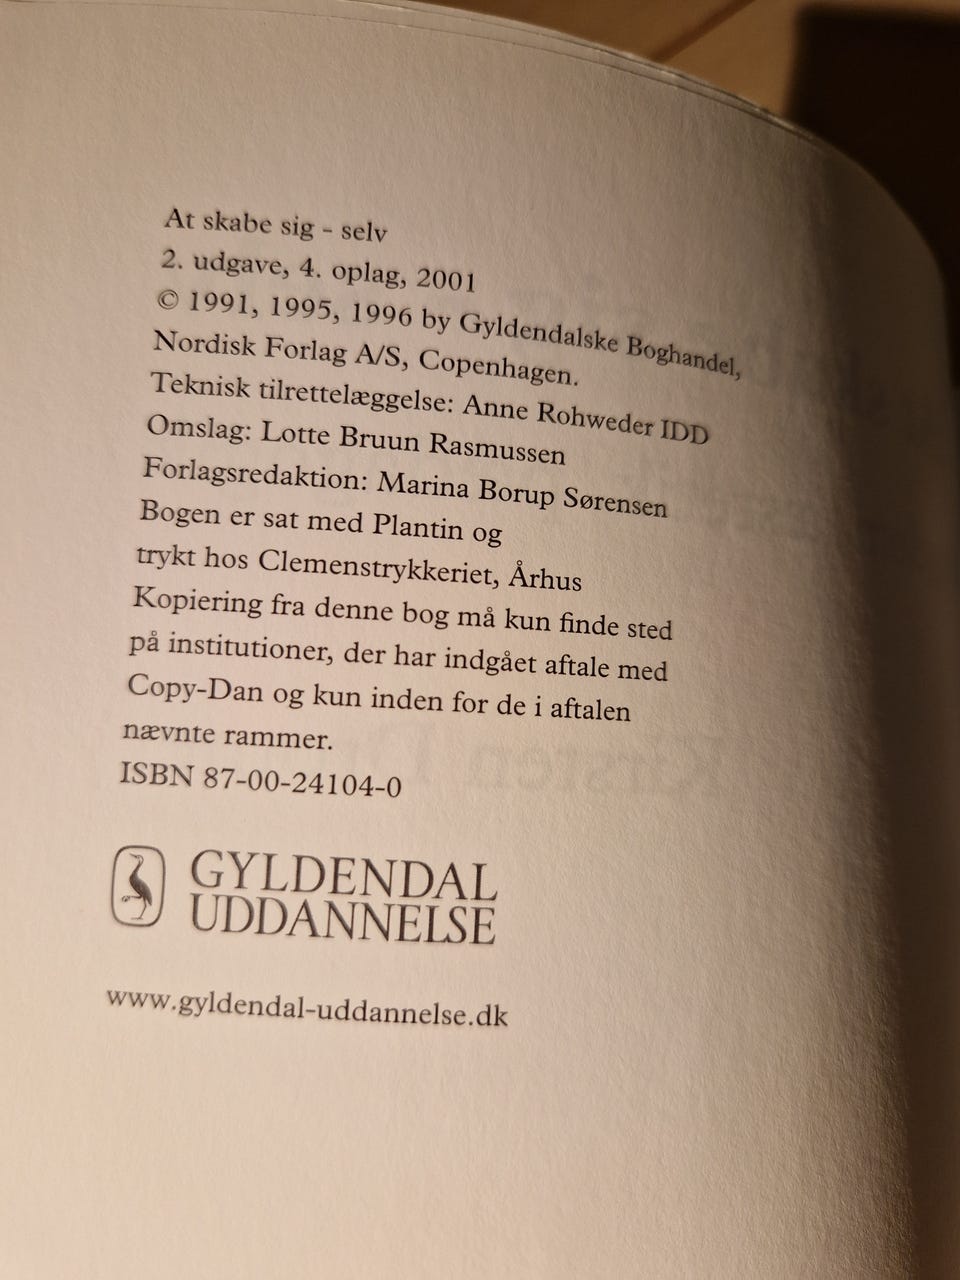 At skabe sig - selv
2. udgave, 4. oplag, 2001
© 1991, 1995, 1996 by Gyldendalske Boghandel,
Nordisk Forlag A/S, Copenhagen.
Teknisk tilrettelæggelse: Anne Rohweder IDD
Omslag: Lotte Bruun Rasmussen
Forlagsredaktion: Marina Borup Sørensen
Bogen er sat med Plantin og
trykt hos Clemenstrykkeriet, Århus
Kopiering fra denne bog må kun finde sted
på institutioner, der har indgået aftale med
Copy-Dan og kun inden for de i aftalen
nævnte rammer.
ISBN 87-00-24104-0
GYLDENDAL
UDDANNELSE
www.gyldendal-uddannelse.dk